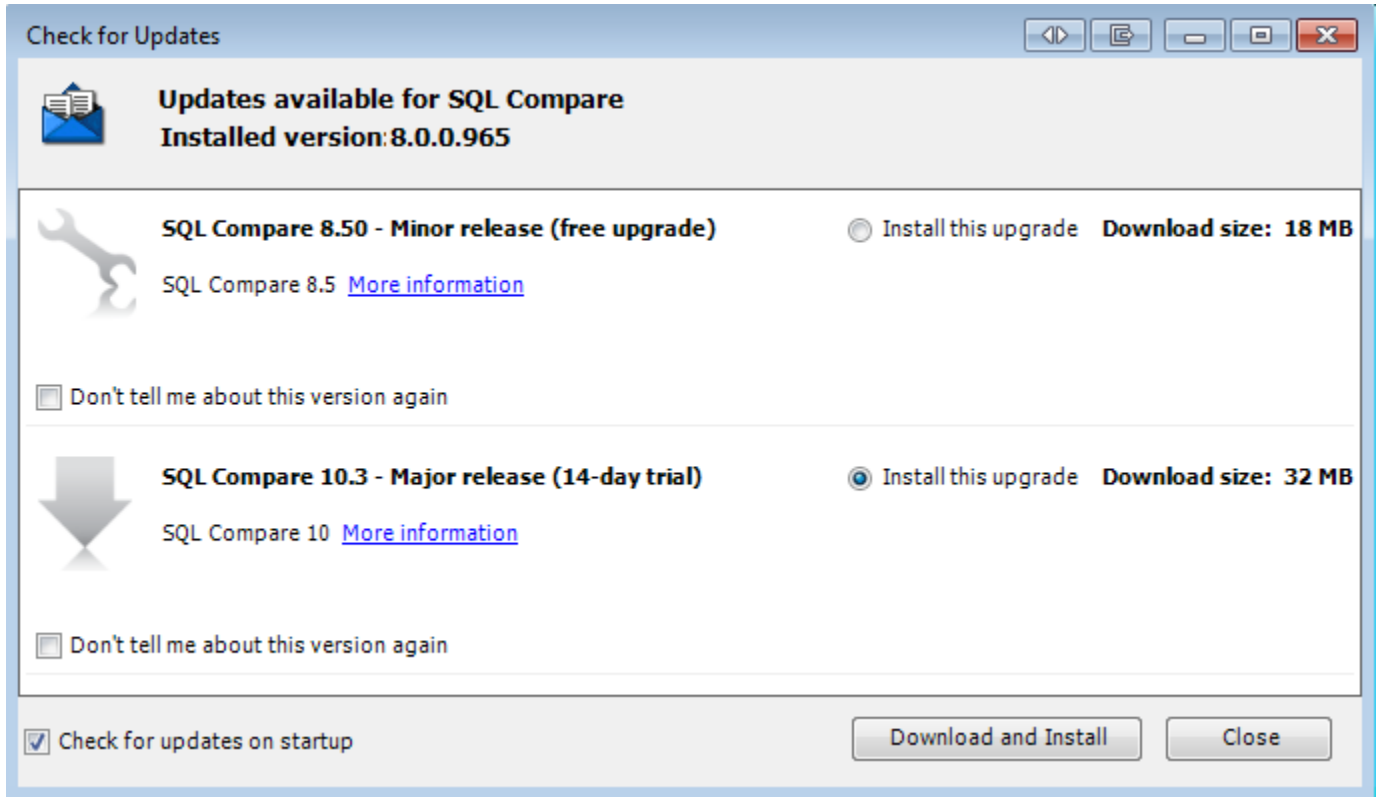 Check for Updates
Updates available for SQL Compare
Installed version:8.0.0.965
SQL Compare 8.50 - Minor release (free upgrade) Install this upgrade Download size: 18 MB
SQL Compare 8.5 More information
Don't tell me about this version again
SQL Compare 10.3 - Major release (14-day trial) Install this upgrade Download size: 32 MB
SQL Compare 10 More information
Don't tell me about this version again
Check for updates on startup Download and Install Close